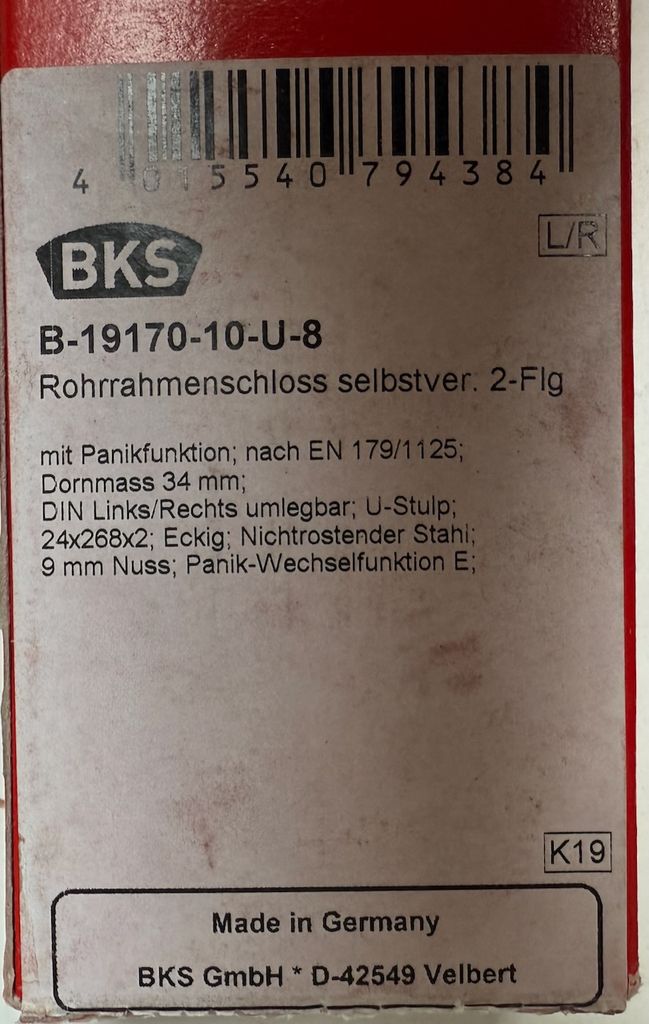 4 015540 794384
L/R
BKS
B-19170-10-U-8
Rohrrahmenschloss selbstver. 2-Flg
mit Panikfunktion; nach EN 179/1125;
Dornmass 34 mm;
DIN Links/Rechts umlegbar; U-Stulp;
24x268x2; Eckig; Nichtrostender Stahl;
9 mm Nuss; Panik-Wechselfunktion E;
K19
Made in Germany
BKS GmbH * D-42549 Velbert